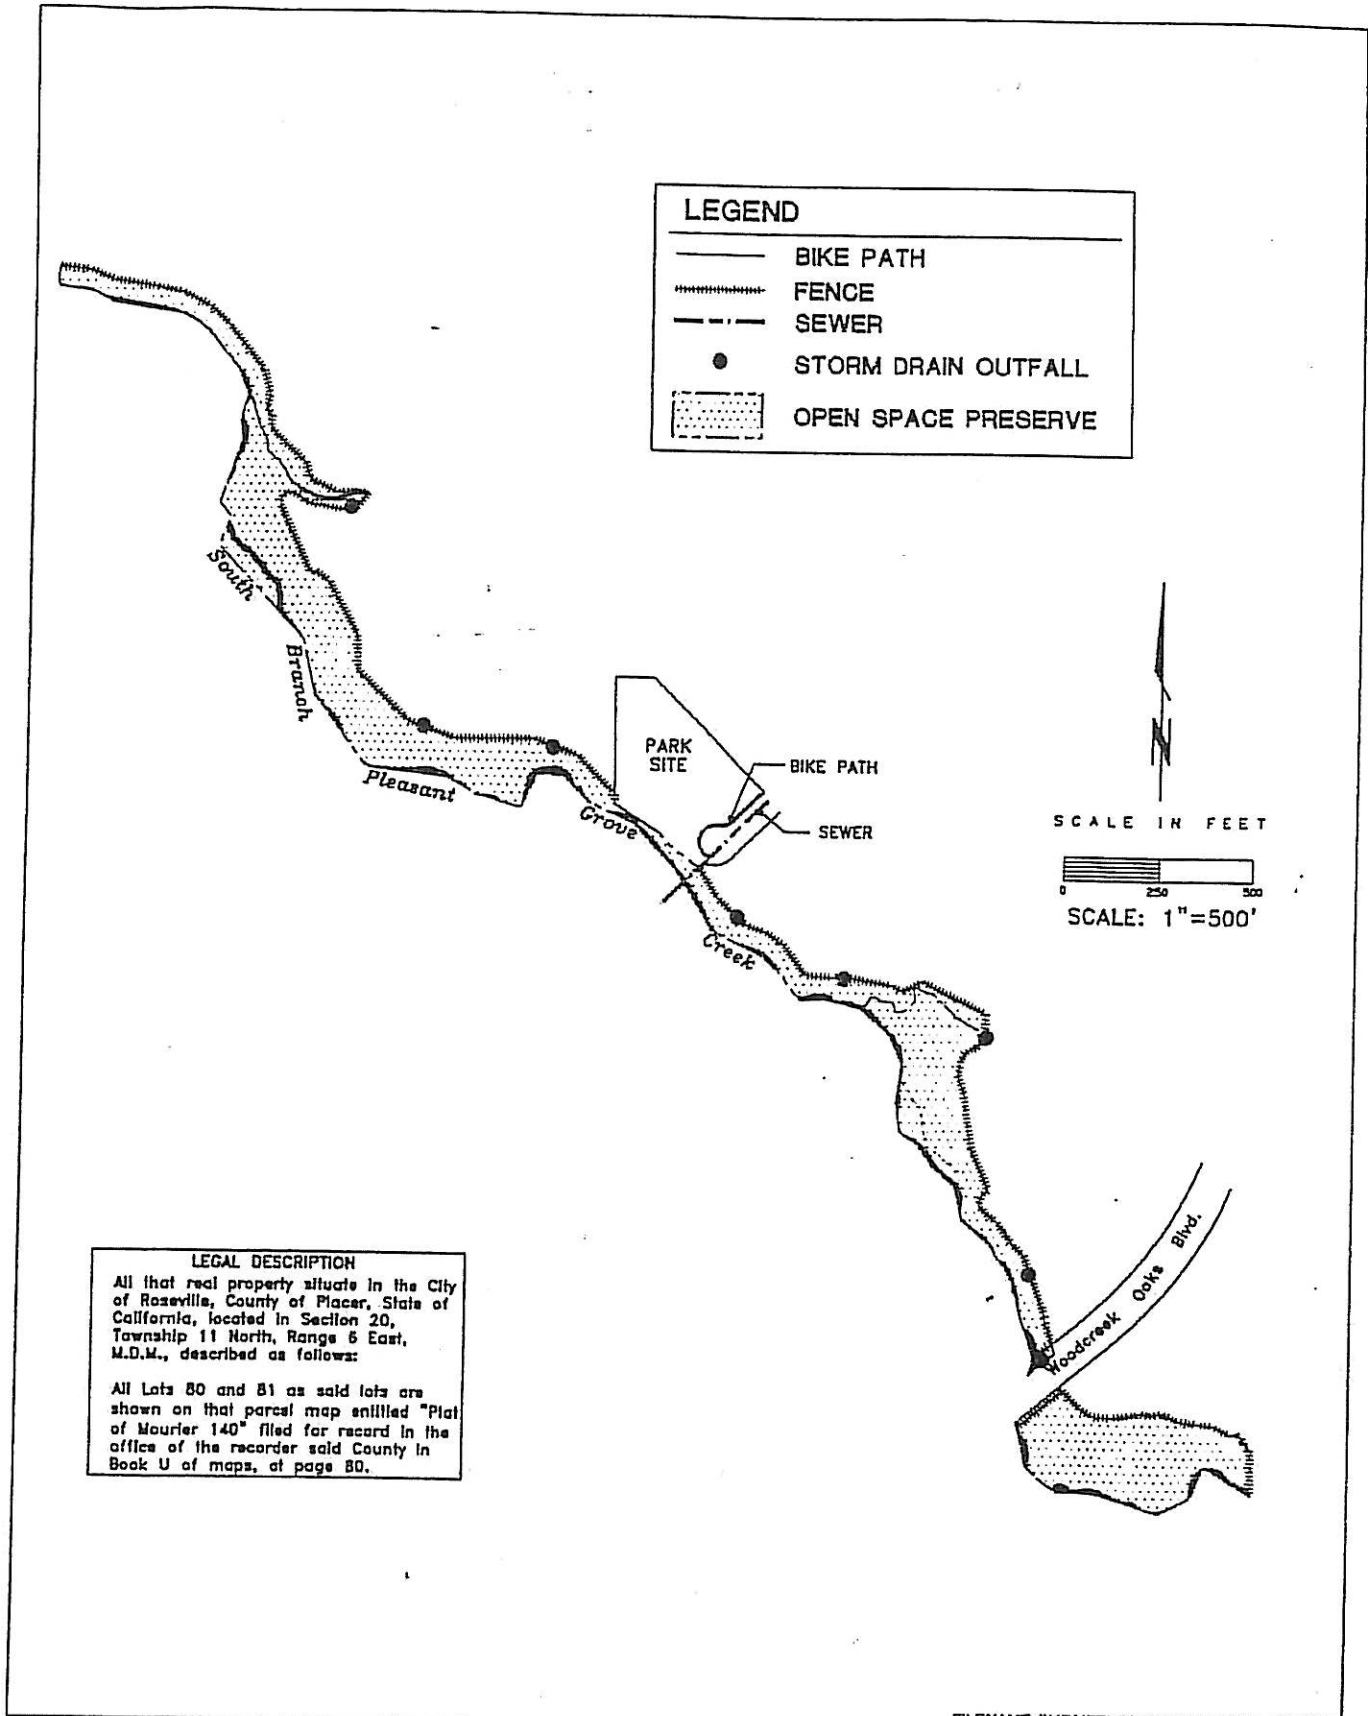 LEGEND
BIKE PATH
FENCE
SEWER
STORM DRAIN OUTFALL
OPEN SPACE PRESERVE
South
Branch
Pleasant
Grove
Creek
PARK
SITE
BIKE PATH
SEWER
N
SCALE IN FEET
0 250 500
SCALE: 1"=500'
Woodcreek Oaks Blvd.
LEGAL DESCRIPTION
All that real property situate in the City
of Roseville, County of Placer, State of
California, located in Section 20,
Township 11 North, Range 6 East,
M.D.M., described as follows:
All Lots 80 and 81 as said lots are
shown on that parcel map entitled "Plat
of Mourier 140" filed for record in the
office of the recorder said County in
Book U of maps, at page 80.